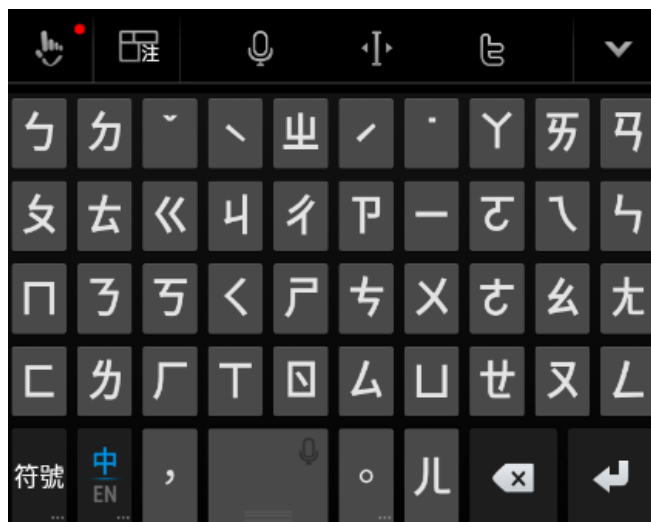 注
ㄅ ㄉ ˇ ˋ ㄓ ˊ ˙ ㄚ ㄞ ㄢ
ㄆ ㄊ ㄍ ㄐ ㄔ ㄗ ㄧ ㄛ ㄟ ㄣ
ㄇ ㄋ ㄎ ㄑ ㄕ ㄘ ㄨ ㄜ ㄠ ㄤ
ㄈ ㄌ ㄏ ㄒ ㄖ ㄙ ㄩ ㄝ ㄡ ㄥ
符號 中 EN ， 。 ㄦ